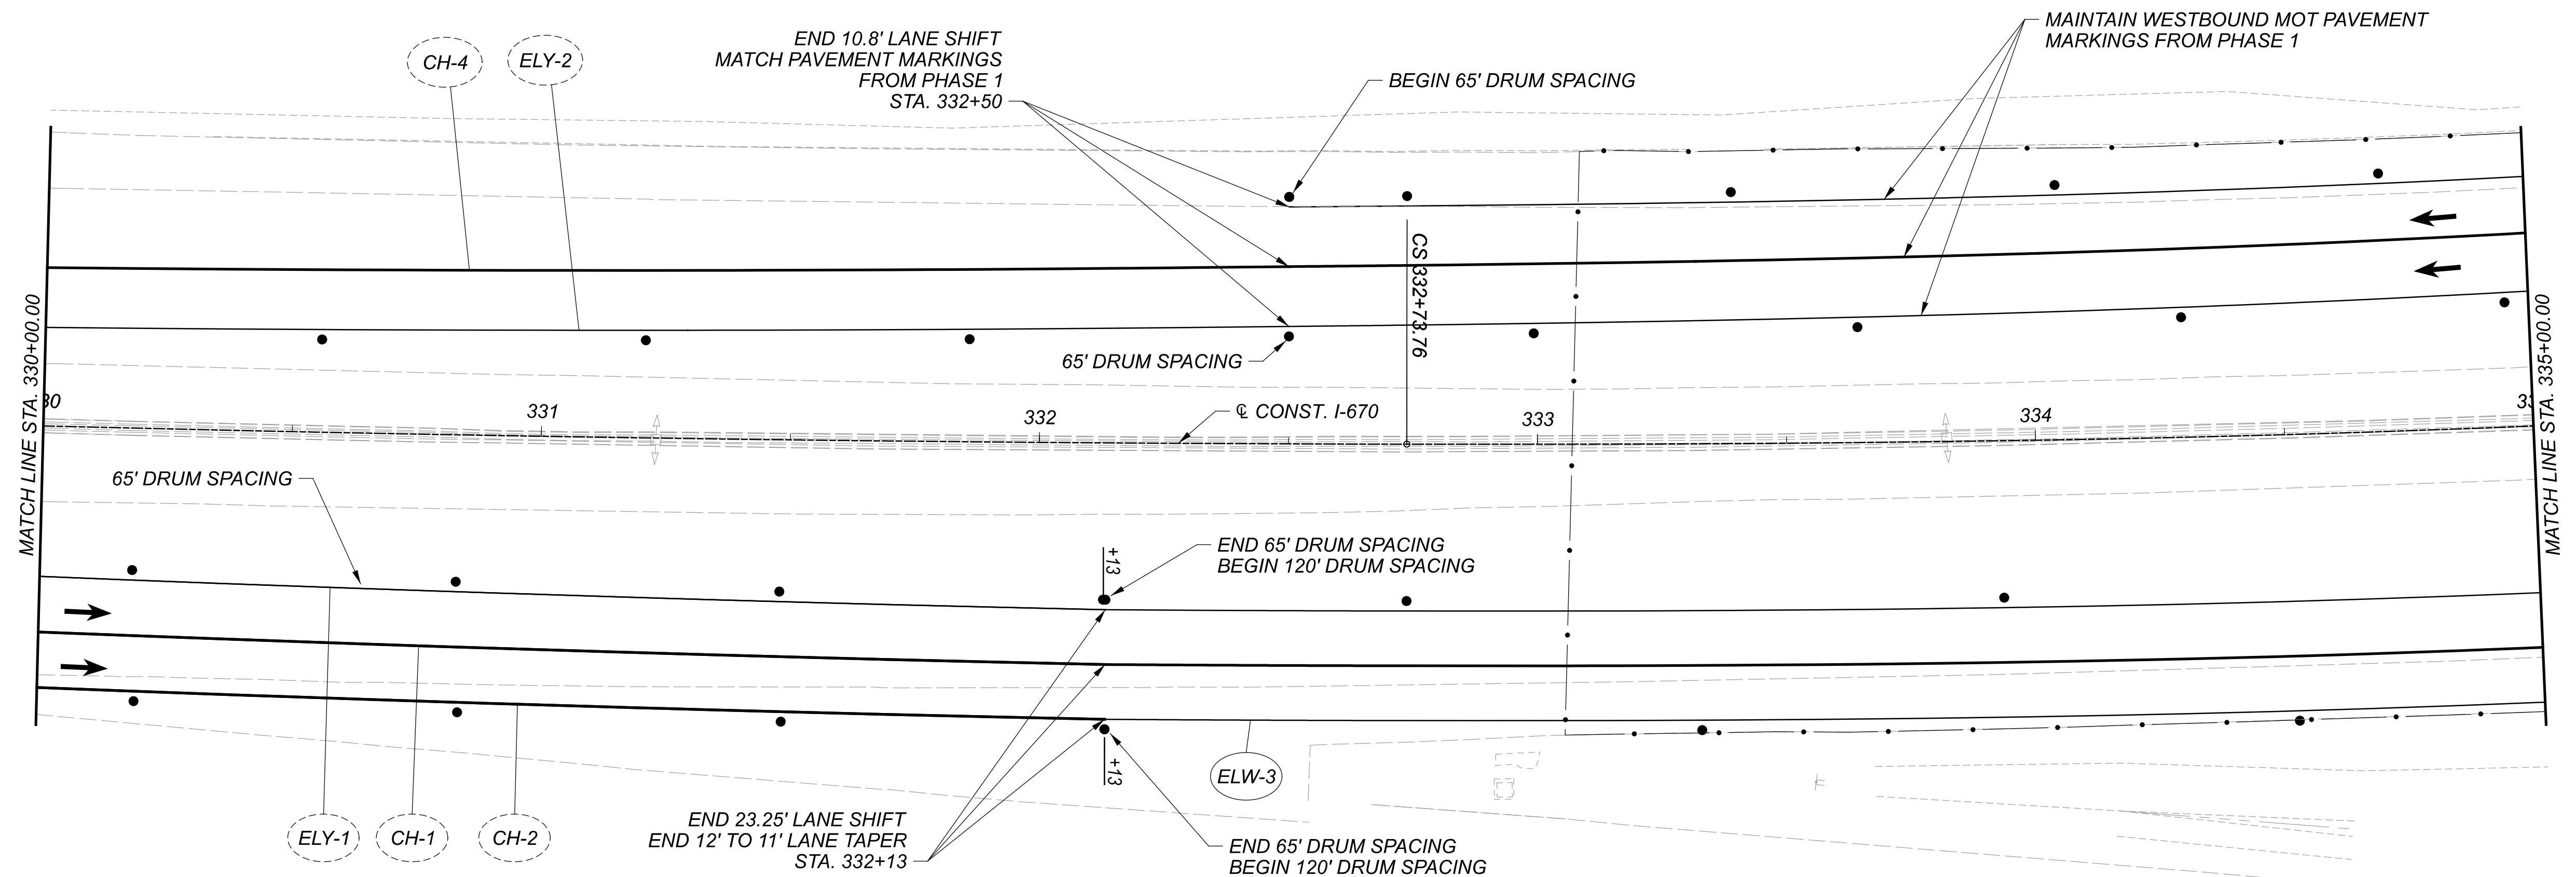 MAINTAIN WESTBOUND MOT PAVEMENT
MARKINGS FROM PHASE 1
END 10.8' LANE SHIFT
MATCH PAVEMENT MARKINGS
FROM PHASE 1
STA. 332+50
CH-4
ELY-2
BEGIN 65' DRUM SPACING
CS 332+73.76
65' DRUM SPACING
MATCH LINE STA. 330+00.00
MATCH LINE STA. 335+00.00
30
331
332
℄ CONST. I-670
333
334
33
65' DRUM SPACING
+13
END 65' DRUM SPACING
BEGIN 120' DRUM SPACING
+13
ELW-3
ELY-1
CH-1
CH-2
END 23.25' LANE SHIFT
END 12' TO 11' LANE TAPER
STA. 332+13
END 65' DRUM SPACING
BEGIN 120' DRUM SPACING